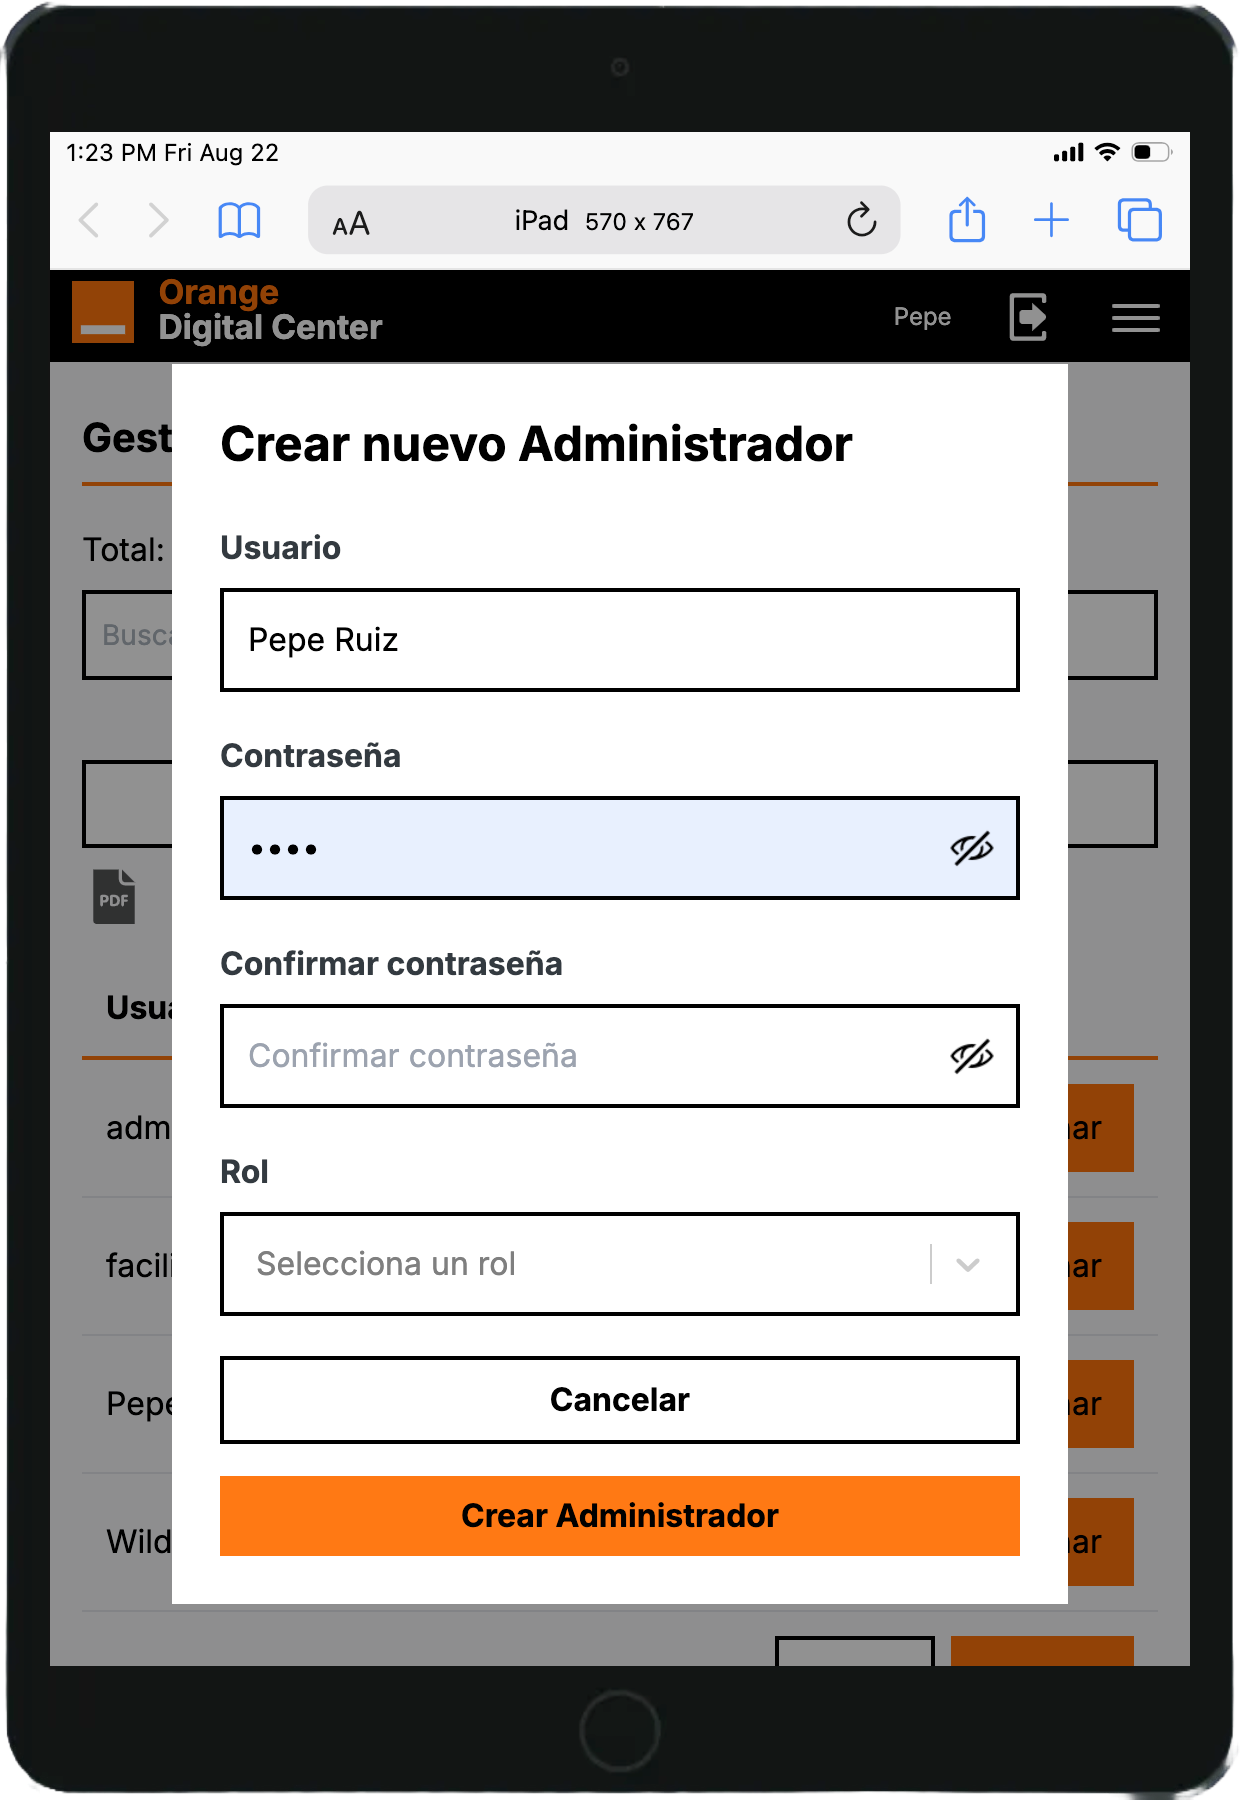 1:23 PM Fri Aug 22
AA iPad 570 x 767
Orange
Digital Center
Pepe
Gest
Crear nuevo Administrador
Total:
Usuario
Busca
Pepe Ruiz
Contraseña
••••
PDF
Confirmar contraseña
Usua
Confirmar contraseña
adm
ar
Rol
facili
Selecciona un rol
ar
Pepe
Cancelar
ar
Crear Administrador
Wild
ar